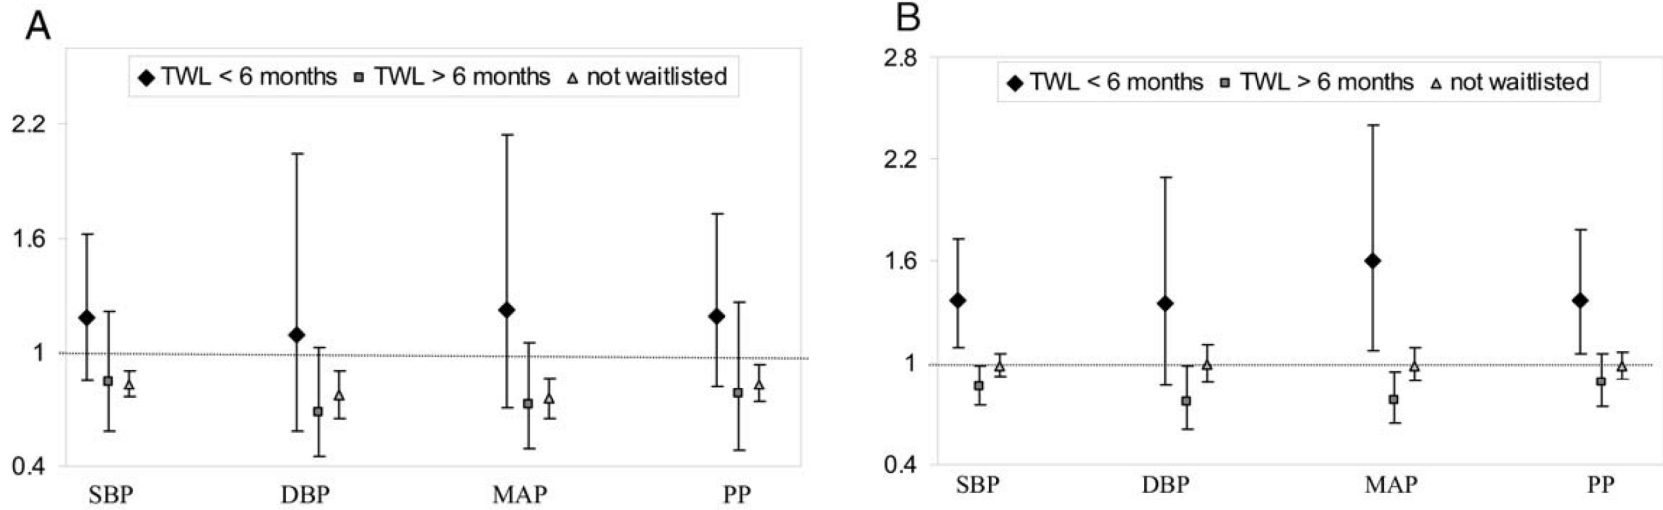 A
TWL < 6 months TWL > 6 months not waitlisted
2.2
1.6
1
0.4
SBP DBP MAP PP
B
2.8
TWL < 6 months TWL > 6 months not waitlisted
2.2
1.6
1
0.4
SBP DBP MAP PP